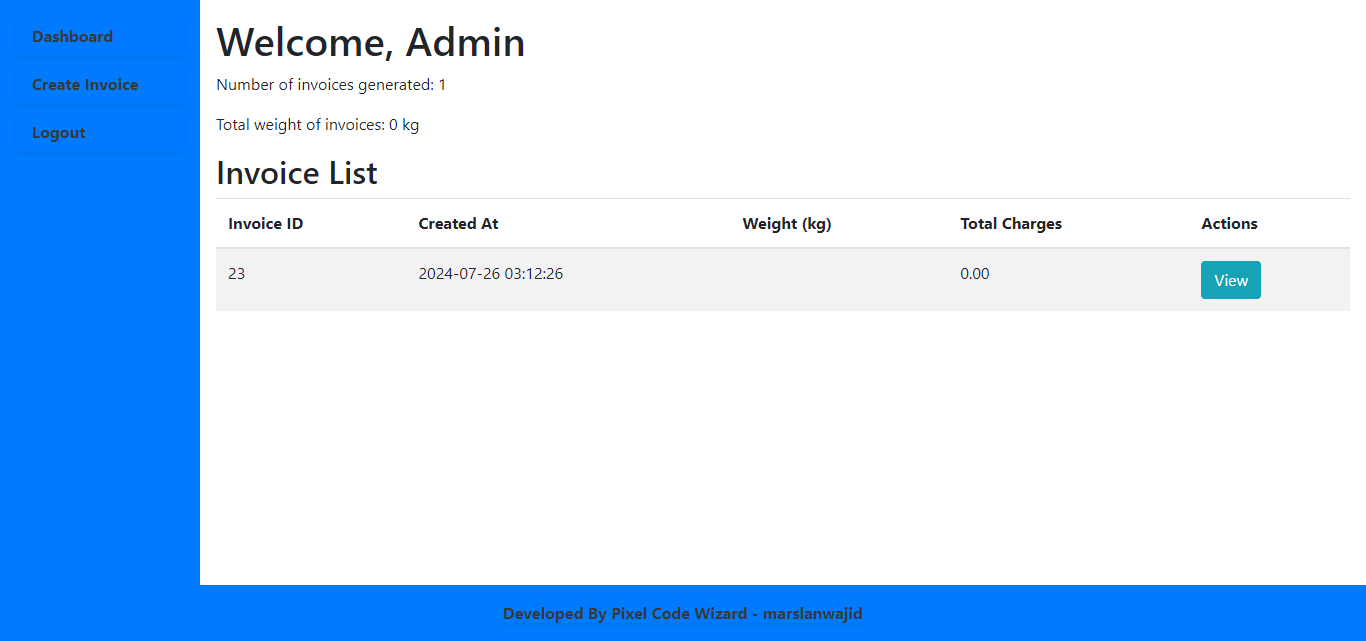 Dashboard
Create Invoice
Logout
Welcome, Admin
Number of invoices generated: 1
Total weight of invoices: 0 kg
Invoice List
Invoice ID Created At Weight (kg) Total Charges Actions
23 2024-07-26 03:12:26 0.00 View
Developed By Pixel Code Wizard - marslanwajid